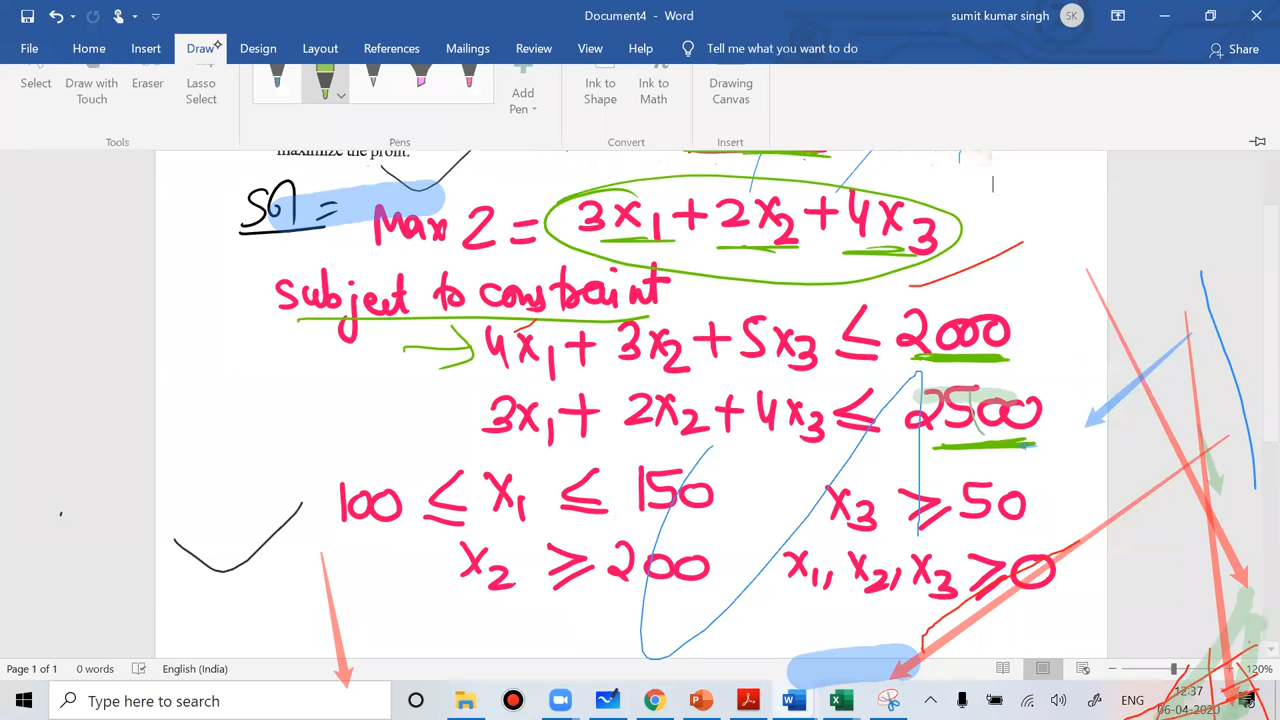 Document4 - Word
sumit kumar singh
SK
File Home Insert Draw Design Layout References Mailings Review View Help Tell me what you want to do Share
Select
Draw with Touch
Eraser
Lasso Select
Add Pen
Ink to Shape
Ink to Math
Drawing Canvas
Tools
Pens
Convert
Insert
maximize the profit.
Sol =
Max Z = 3x₁ + 2x₂ + 4x₃
subject to constraint
4x₁ + 3x₂ + 5x₃ ≤ 2000
3x₁ + 2x₂ + 4x₃ ≤ 2500
100 ≤ x₁ ≤ 150 x₃ ≥ 50
x₂ ≥ 200 x₁, x₂, x₃ ≥ 0
Page 1 of 1 0 words English (India) 120%
Type here to search
ENG
12:37
06-04-2020